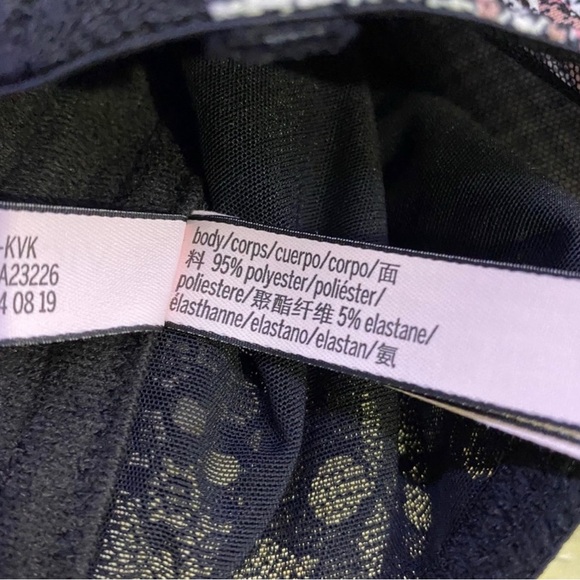 -KVK
A23226
4 08 19
body/corps/cuerpo/corpo/面
料 95% polyester/poliéster/
poliestere/聚酯纤维 5% elastane/
élasthanne/elastano/elastan/氨